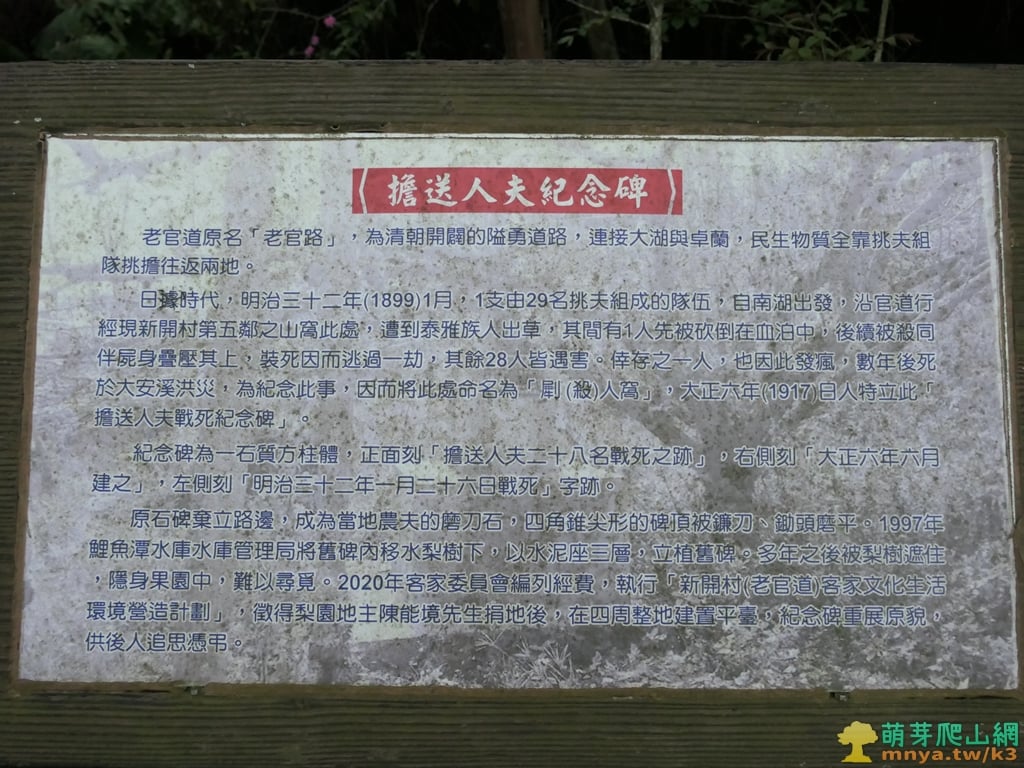 擔送人夫紀念碑
老官道原名「老官路」，為清朝開闢的隘勇道路，連接大湖與卓蘭，民生物質全靠挑夫組
隊挑擔往返兩地。
日據時代，明治三十二年(1899)1月，1支由29名挑夫組成的隊伍，自南湖出發，沿官道行
經現新開村第五鄰之山窩此處，遭到泰雅族人出草，其間有1人先被砍倒在血泊中，後續被殺同
伴屍身疊壓其上，裝死因而逃過一劫，其餘28人皆遇害。倖存之一人，也因此發瘋，數年後死
於大安溪洪災，為紀念此事，因而將此處命名為「㓾(殺)人窩」，大正六年(1917)日人特立此「
擔送人夫戰死紀念碑」。
紀念碑為一石質方柱體，正面刻「擔送人夫二十八名戰死之跡」，右側刻「大正六年六月
建之」，左側刻「明治三十二年一月二十六日戰死」字跡。
原石碑棄立路邊，成為當地農夫的磨刀石，四角錐尖形的碑頂被鐮刀、鋤頭磨平。1997年
鯉魚潭水庫水庫管理局將舊碑內移水梨樹下，以水泥座三層，立植舊碑。多年之後被梨樹遮住
，隱身果園中，難以尋覓。2020年客家委員會編列經費，執行「新開村(老官道)客家文化生活
環境營造計劃」，徵得梨園地主陳能境先生捐地後，在四周整地建置平臺，紀念碑重展原貌，
供後人追思憑弔。
萌芽爬山網
mnya.tw/k3